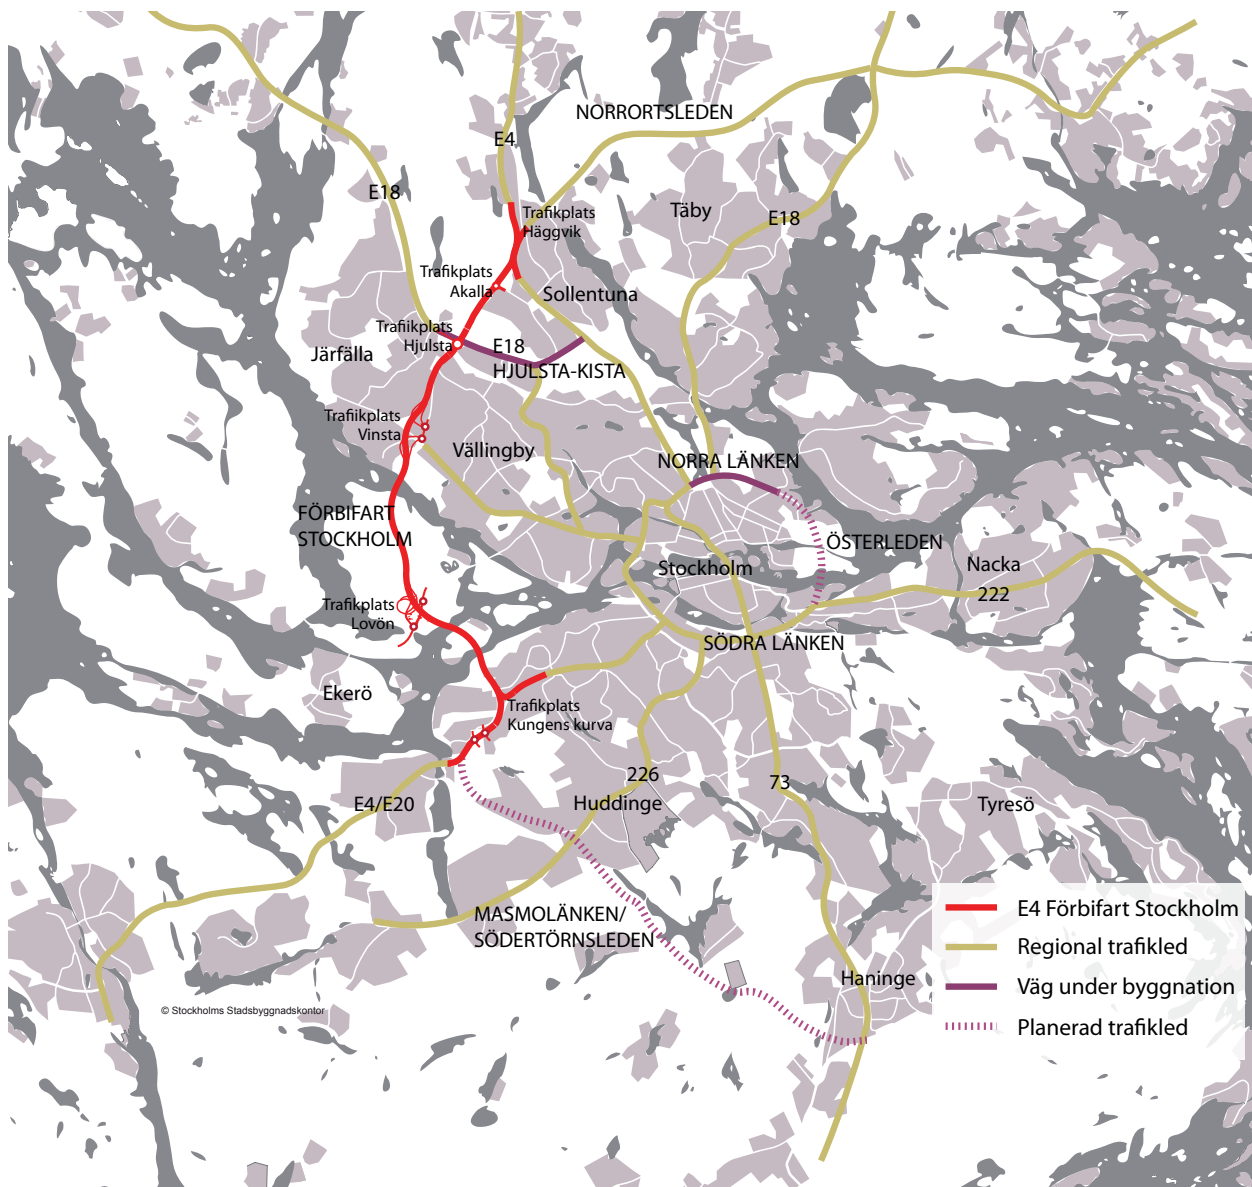 NORRORTSLEDEN
E4
E18
Täby
Trafikplats
Häggvik
E18
Trafikplats
Akalla
Sollentuna
Trafiikplats
Hjulsta
E18
HJULSTA-KISTA
Järfälla
Trafiikplats
Vinsta
Vällingby
NORRA LÄNKEN
FÖRBIFART
STOCKHOLM
ÖSTERLEDEN
Stockholm
Nacka
222
Trafikplats
Lovön
SÖDRA LÄNKEN
Ekerö
Trafikplats
Kungens kurva
226
73
E4/E20
Huddinge
Tyresö
MASMOLÄNKEN/
SÖDERTÖRNSLEDEN
Haninge
© Stockholms Stadsbyggnadskontor
E4 Förbifart Stockholm
Regional trafikled
Väg under byggnation
Planerad trafikled